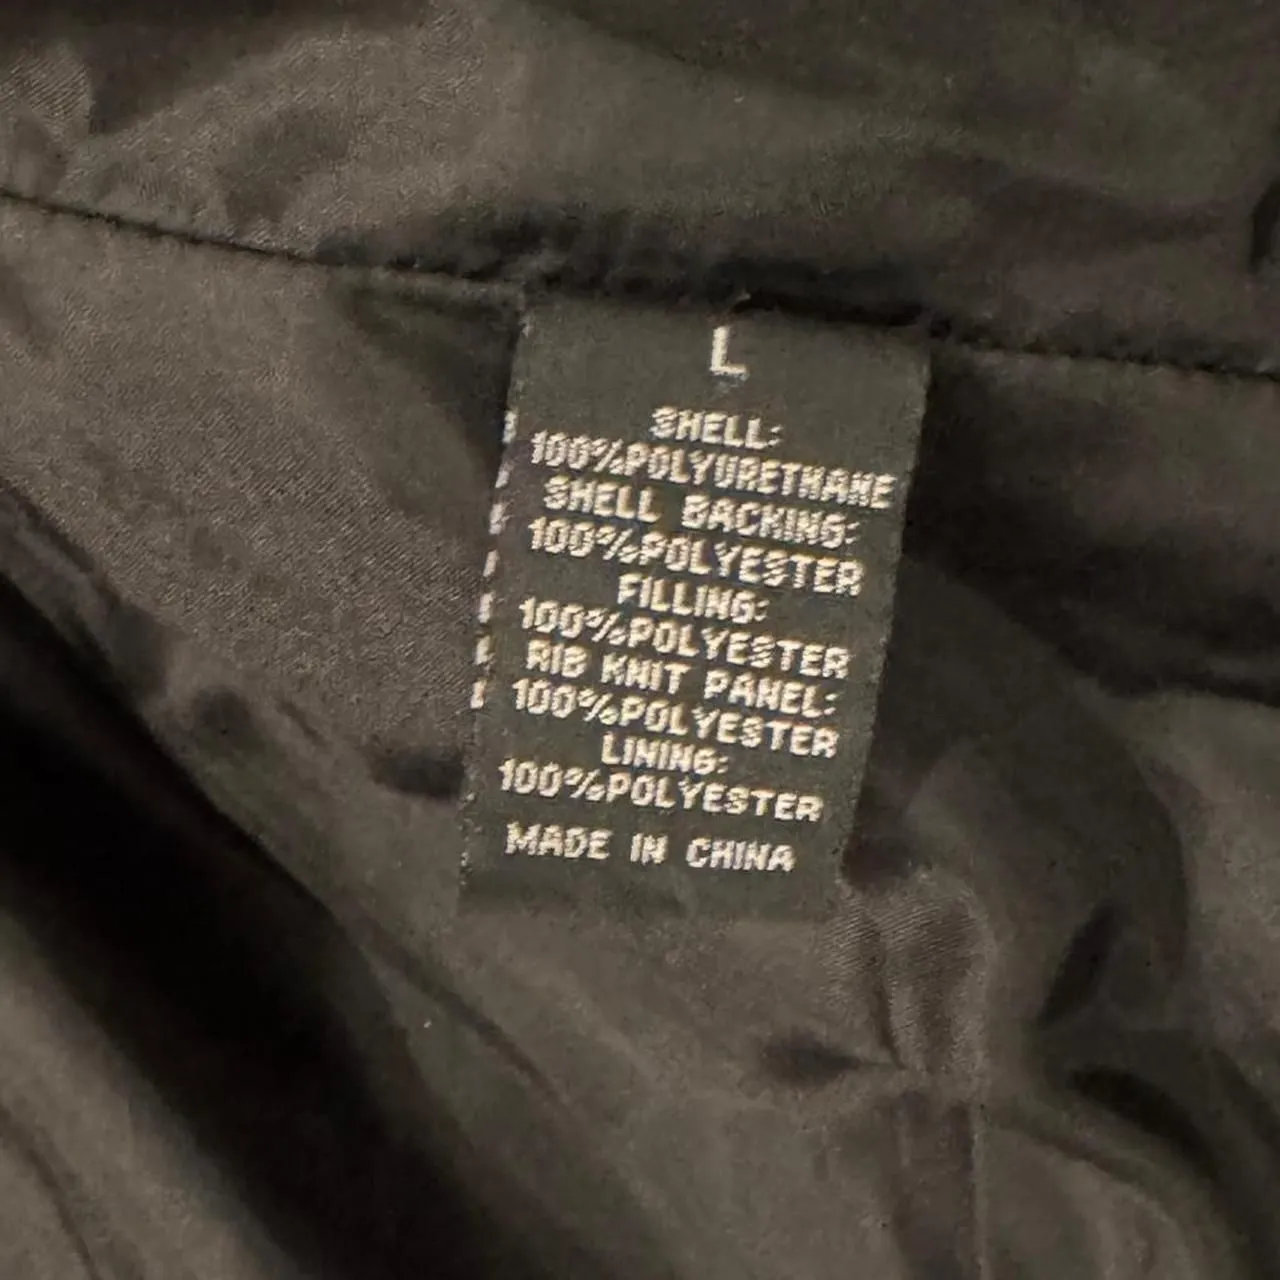 L
SHELL:
100%POLYURETHANE
SHELL BACKING:
100%POLYESTER
FILLING:
100%POLYESTER
RIB KNIT PANEL:
100%POLYESTER
LINING:
100%POLYESTER
MADE IN CHINA